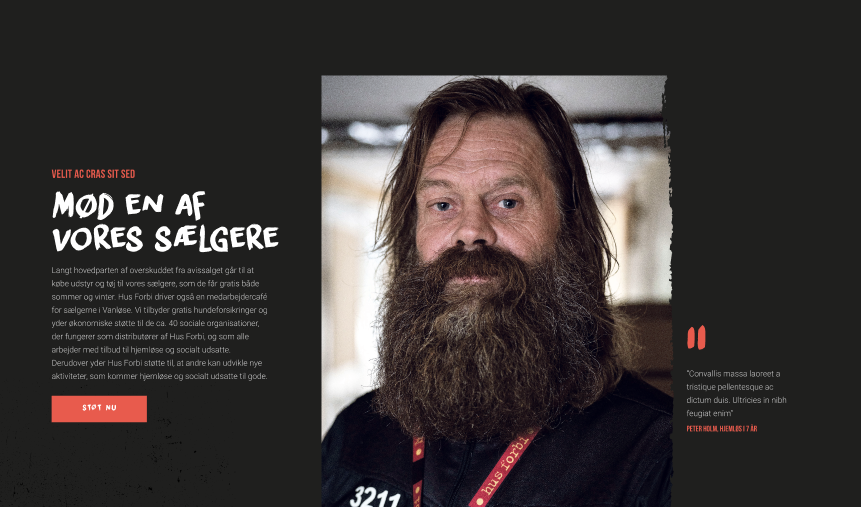 VELIT AC CRAS SIT SED
MØD EN AF
VORES SÆLGERE
Langt hovedparten af overskuddet fra avissalget går til at
købe udstyr og tøj til vores sælgere, som de får gratis både
sommer og vinter. Hus Forbi driver også en medarbejdercafé
for sælgerne i Vanløse. Vi tilbyder gratis hundeforsikringer og
yder økonomiske støtte til de ca. 40 sociale organisationer,
der fungerer som distributører af Hus Forbi, og som alle
arbejder med tilbud til hjemløse og socialt udsatte.
Derudover yder Hus Forbi støtte til, at andre kan udvikle nye
aktiviteter, som kommer hjemløse og socialt udsatte til gode.
STØT NU
3211
hus forbi
"Convallis massa laoreet a
tristique pellentesque ac
dictum duis. Ultricies in nibh
feugiat enim"
PETER HOLM, HJEMLØS I 7 ÅR